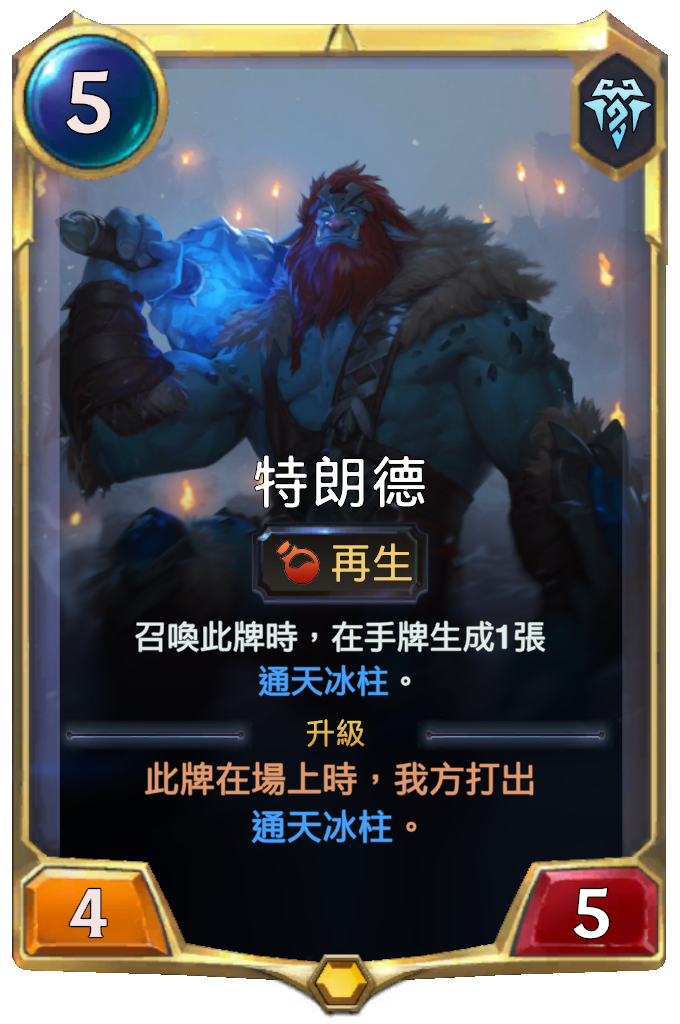 5
特朗德
再生
召喚此牌時，在手牌生成1張
通天冰柱。
升級
此牌在場上時，我方打出
通天冰柱。
4
5